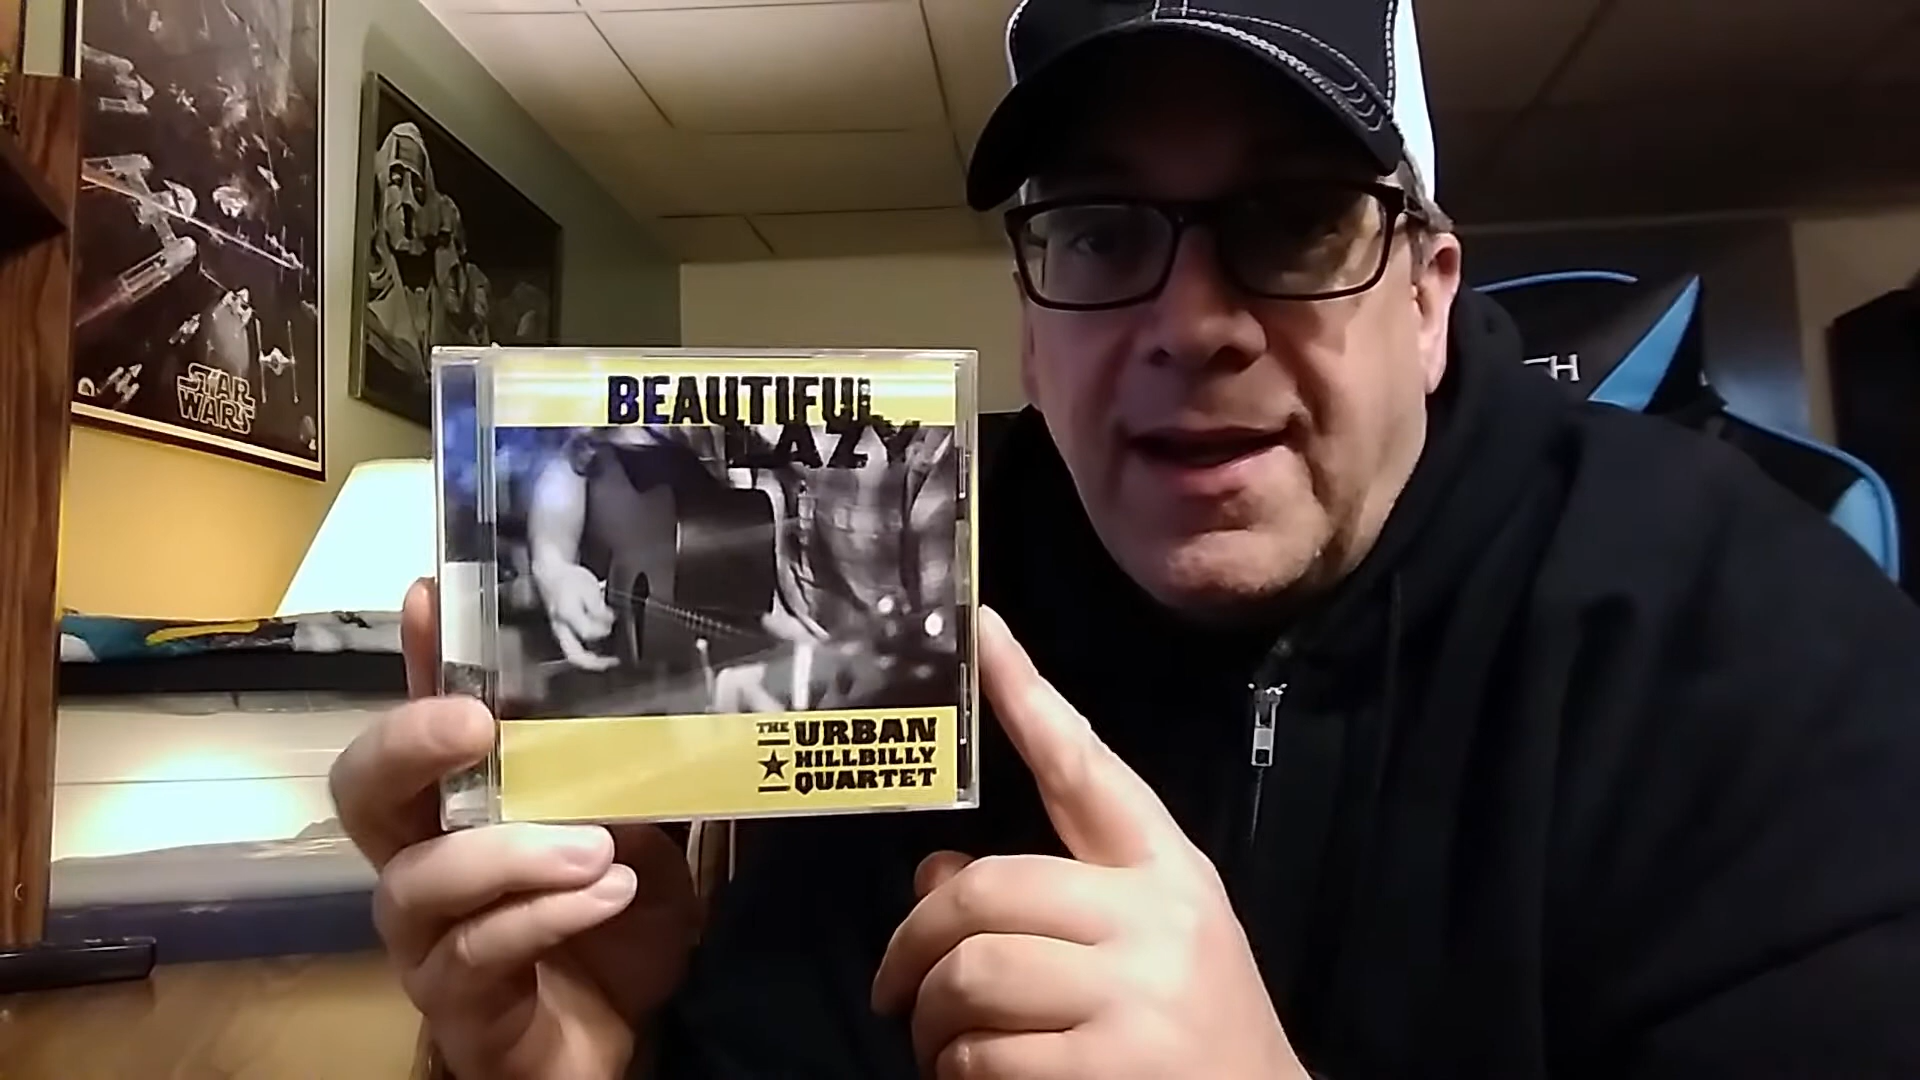 STAR
WARS
BEAUTIFUL
LAZY
THE URBAN
HILLBILLY
QUARTET